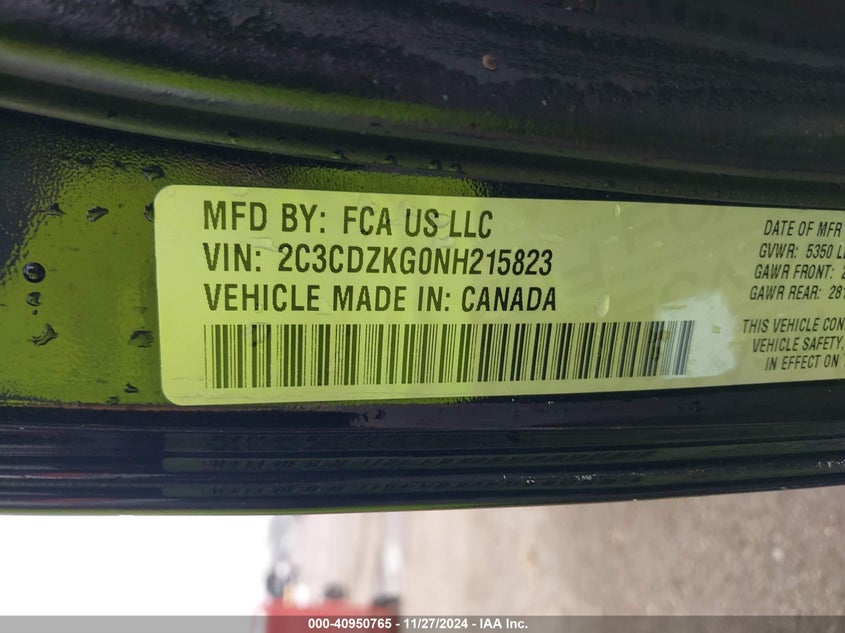 MFD BY: FCA US LLC
VIN: 2C3CDZKG0NH215823
VEHICLE MADE IN: CANADA
DATE OF MFR
GVWR: 5350
GAWR FRONT:
GAWR REAR:
THIS VEHICLE
VEHICLE SAFETY,
IN EFFECT ON
000-40950765 - 11/27/2024 - IAA Inc.